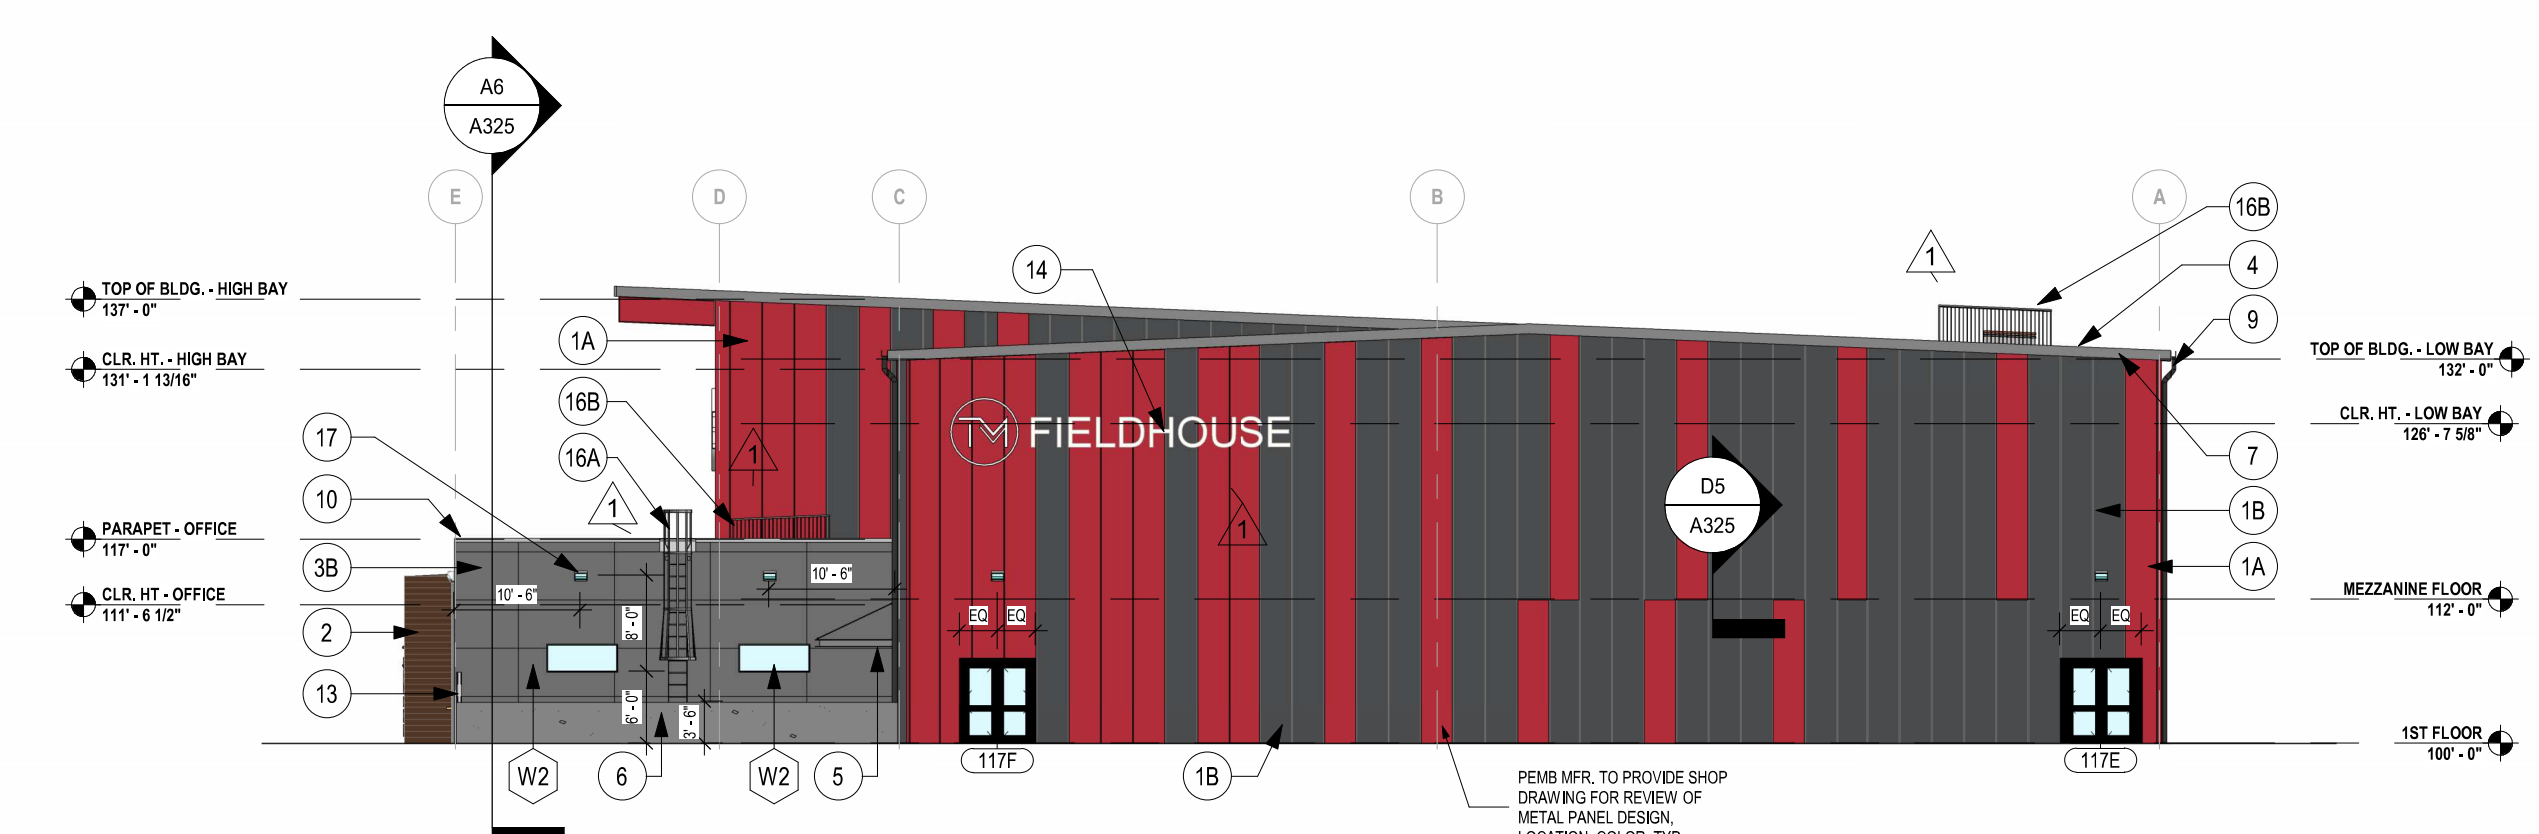 A6
A325
E
D
C
B
A
16B
1
4
14
TOP OF BLDG. - HIGH BAY
137' - 0"
9
1A
CLR. HT. - HIGH BAY
131' - 1 13/16"
TOP OF BLDG. - LOW BAY
132' - 0"
16B
CLR. HT. - LOW BAY
126' - 7 5/8"
17
TM FIELDHOUSE
16A
1
7
D5
A325
10
1
1
1B
PARAPET - OFFICE
117' - 0"
3B
10' - 6"
1A
CLR. HT - OFFICE
111' - 6 1/2"
10' - 6"
MEZZANINE FLOOR
112' - 0"
2
8' - 0"
EQ
EQ
EQ
EQ
13
6' - 0"
3' - 6"
1ST FLOOR
100' - 0"
W2
6
W2
5
117F
1B
117E
PEMB MFR. TO PROVIDE SHOP
DRAWING FOR REVIEW OF
METAL PANEL DESIGN,
LOCATION, COLOR, TYP.